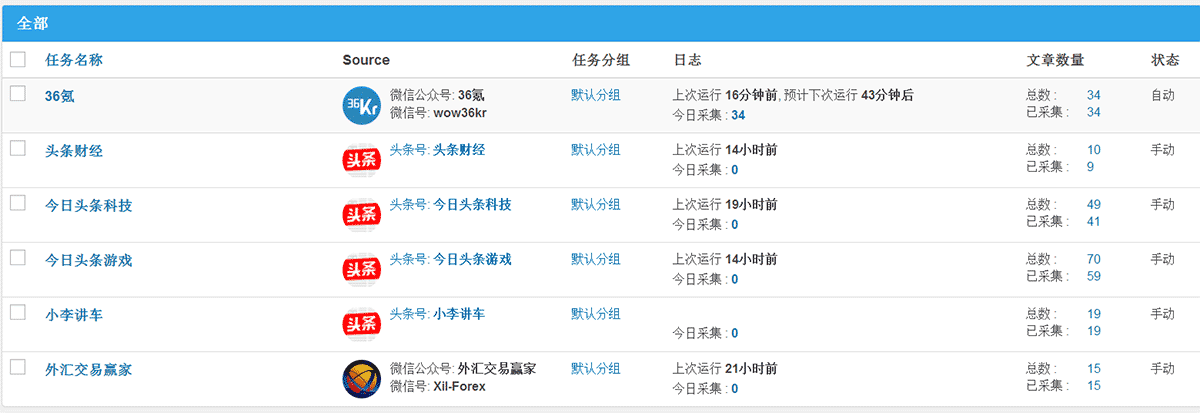 全部
任务名称 Source 任务分组 日志 文章数量 状态
36氪 36Kr 微信公众号: 36氪 默认分组 上次运行 16分钟前, 预计下次运行 43分钟后 总数 : 34 自动
微信号: wow36kr 今日采集 : 34 已采集 : 34
头条财经 头条 头条号: 头条财经 默认分组 上次运行 14小时前 总数 : 10 手动
今日采集 : 0 已采集 : 9
今日头条科技 头条 头条号: 今日头条科技 默认分组 上次运行 19小时前 总数 : 49 手动
今日采集 : 0 已采集 : 41
今日头条游戏 头条 头条号: 今日头条游戏 默认分组 上次运行 14小时前 总数 : 70 手动
今日采集 : 0 已采集 : 59
小李讲车 头条 头条号: 小李讲车 默认分组 总数 : 19 手动
今日采集 : 0 已采集 : 19
外汇交易赢家 微信公众号: 外汇交易赢家 默认分组 上次运行 21小时前 总数 : 15 手动
微信号: Xil-Forex 今日采集 : 0 已采集 : 15